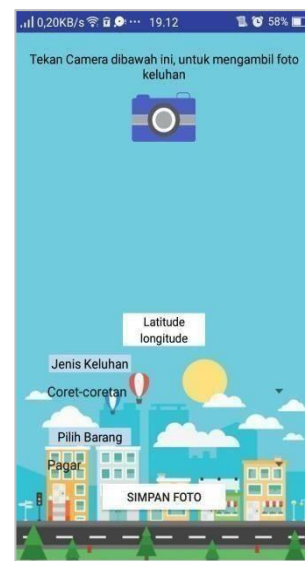 0,20KB/s ... 19.12 58%
Tekan Camera dibawah ini, untuk mengambil foto
keluhan
Latitude
longitude
Jenis Keluhan
Coret-coretan
Pilih Barang
Pagar
SIMPAN FOTO